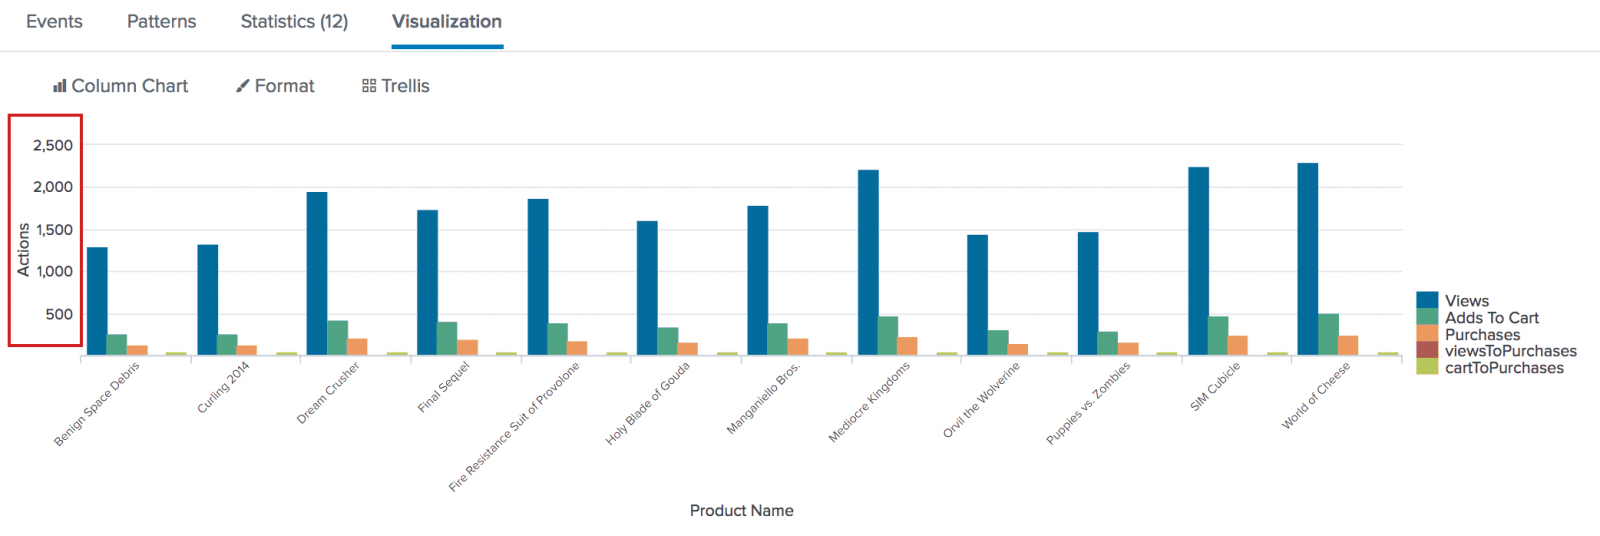 Events Patterns Statistics (12) Visualization
Column Chart Format Trellis
2,500
2,000
1,500
1,000
500
Actions
Views
Adds To Cart
Purchases
viewsToPurchases
cartToPurchases
Benign Space Debris
Curling 2014
Dream Crusher
Final Sequel
Fire Resistance Suit of Provolone
Holy Blade of Gouda
Manganiello Bros.
Mediocre Kingdoms
Orvil the Wolverine
Puppies vs. Zombies
SIM Cubicle
World of Cheese
Product Name